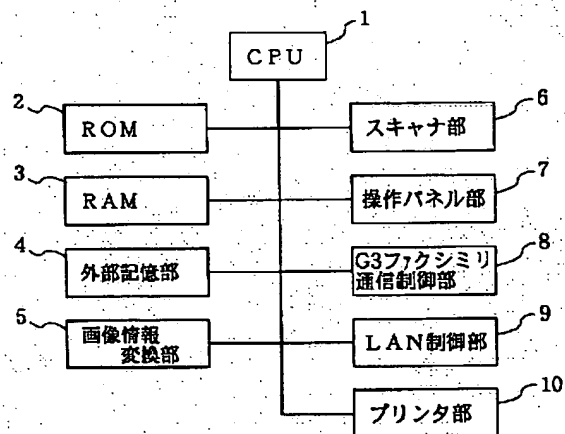 1
CPU
2
ROM
6
スキャナ部
3
RAM
7
操作パネル部
4
外部記憶部
8
G3ファクシミリ
通信制御部
5
画像情報
変換部
9
LAN制御部
10
プリンタ部